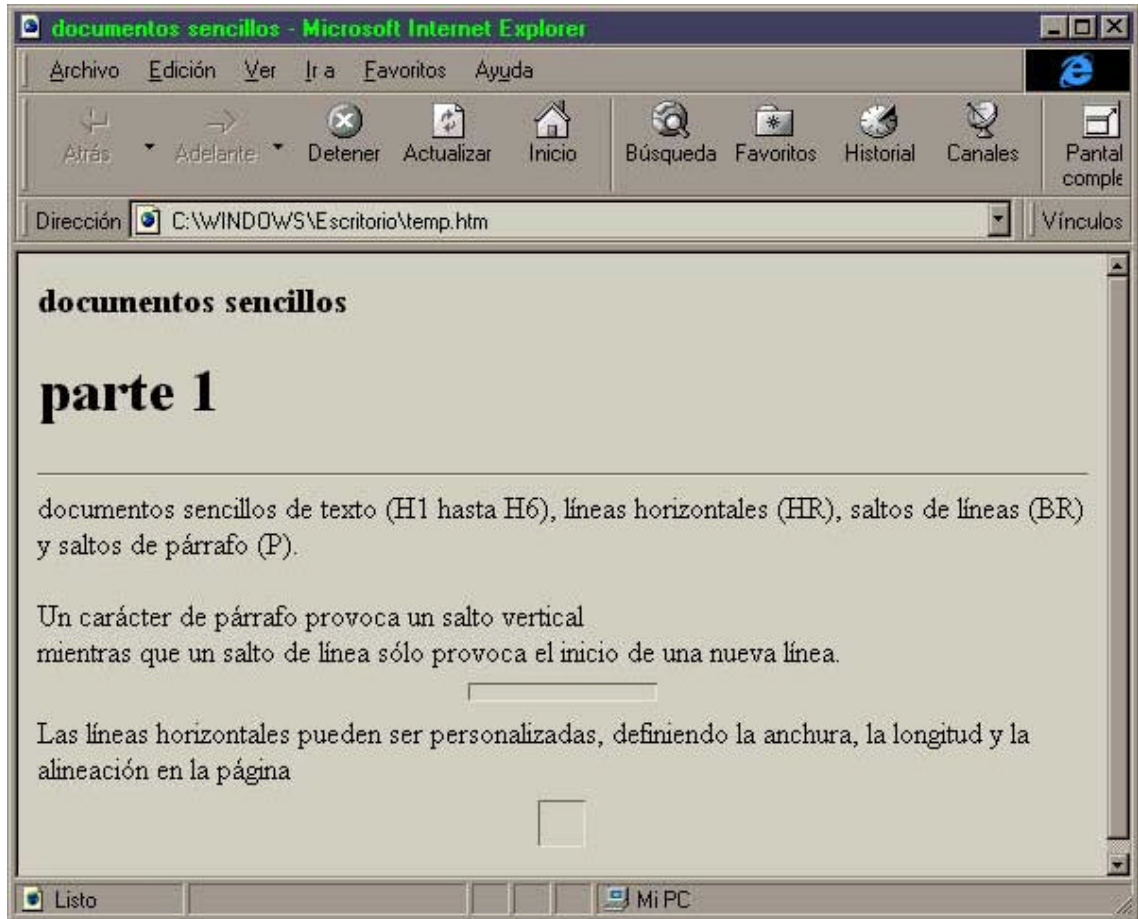 documentos sencillos - Microsoft Internet Explorer
Archivo Edición Ver Ir a Favoritos Ayuda
Atrás Adelante Detener Actualizar Inicio Búsqueda Favoritos Historial Canales Pantal
comple
Dirección C:\WINDOWS\Escritorio\temp.htm Vínculos
documentos sencillos
parte 1
documentos sencillos de texto (H1 hasta H6), líneas horizontales (HR), saltos de líneas (BR)
y saltos de párrafo (P).
Un carácter de párrafo provoca un salto vertical
mientras que un salto de línea sólo provoca el inicio de una nueva línea.
Las líneas horizontales pueden ser personalizadas, definiendo la anchura, la longitud y la
alineación en la página
Listo Mi PC